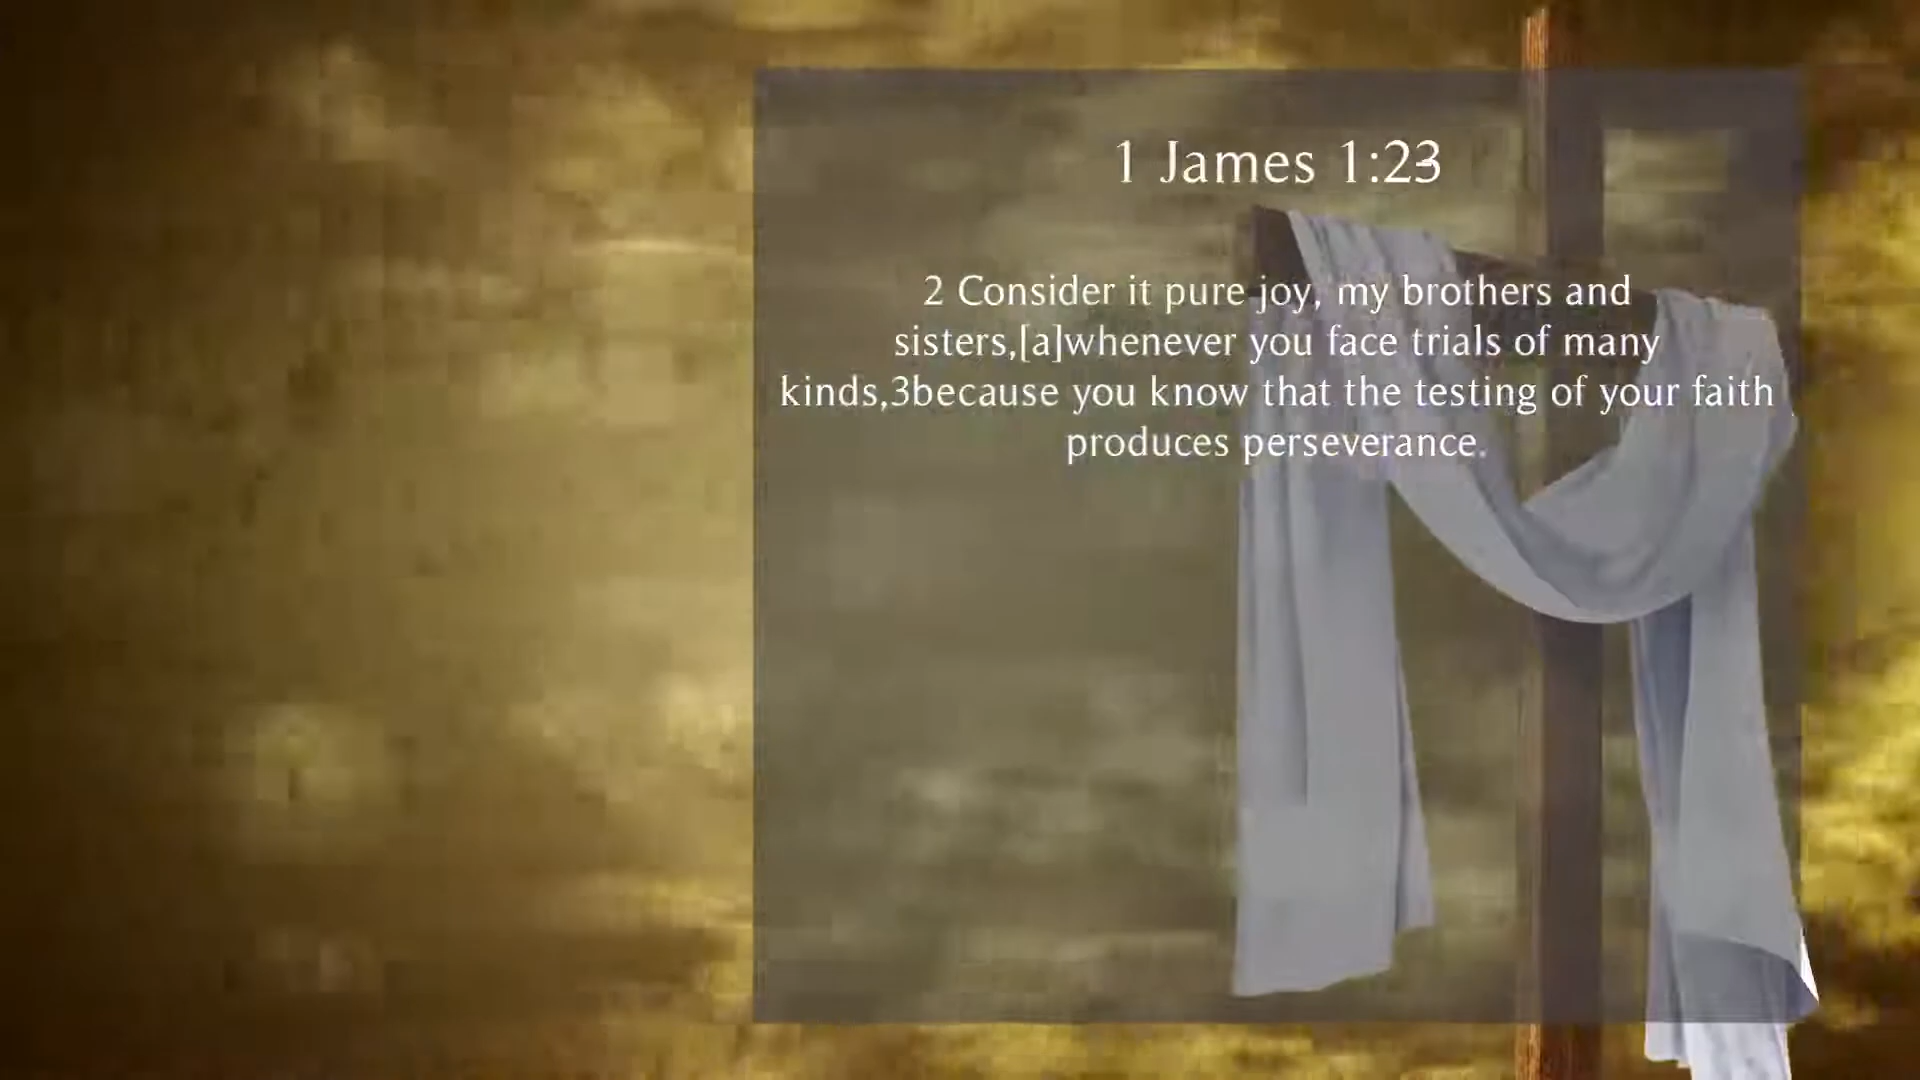 1 James 1:23
2 Consider it pure joy, my brothers and
sisters,[a]whenever you face trials of many
kinds,3because you know that the testing of your faith
produces perseverance.